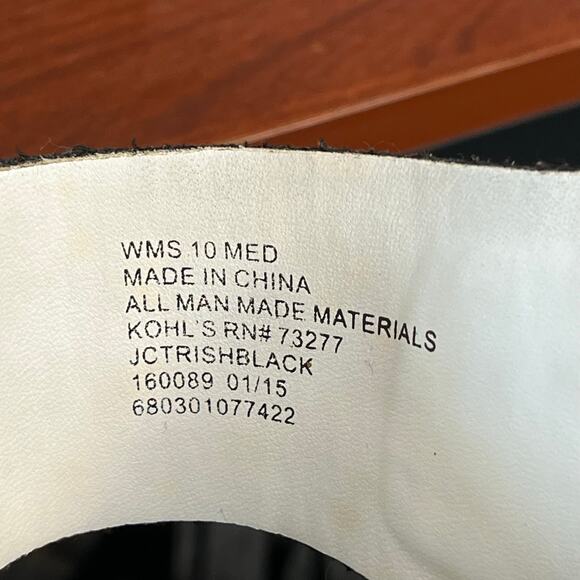 WMS 10 MED
MADE IN CHINA
ALL MAN MADE MATERIALS
KOHL'S RN# 73277
JCTRISHBLACK
160089 01/15
680301077422